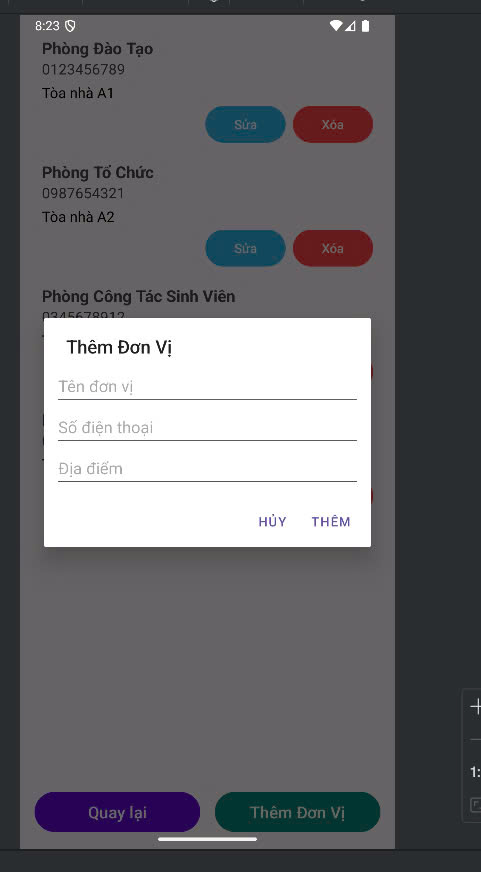 8:23
Phòng Đào Tạo
0123456789
Tòa nhà A1
Sửa
Xóa
Phòng Tổ Chức
0987654321
Tòa nhà A2
Sửa
Xóa
Phòng Công Tác Sinh Viên
0345678912
Thêm Đơn Vị
Tên đơn vị
Số điện thoại
Địa điểm
HỦY
THÊM
Quay lại
Thêm Đơn Vị
1: